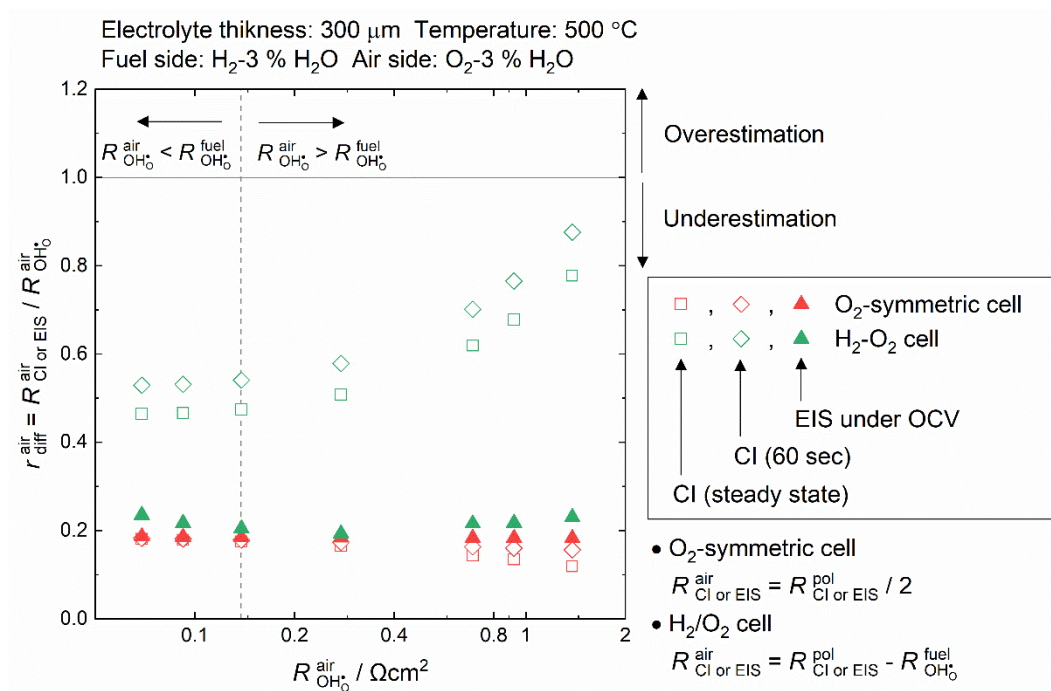 Electrolyte thikness: 300 μm  Temperature: 500 °C
Fuel side: H₂-3 % H₂O  Air side: O₂-3 % H₂O
1.2
1.0
0.8
0.6
0.4
0.2
0.0
R^air_OH•O < R^fuel_OH•O
R^air_OH•O > R^fuel_OH•O
r^air_diff = R^air_CI or EIS / R^air_OH•O
0.1
0.2
0.4
0.8
1
2
R^air_OH•O / Ωcm²
Overestimation
Underestimation
, , O₂-symmetric cell
, , H₂-O₂ cell
EIS under OCV
CI (60 sec)
CI (steady state)
• O₂-symmetric cell
R^air_CI or EIS = R^pol_CI or EIS / 2
• H₂/O₂ cell
R^air_CI or EIS = R^pol_CI or EIS - R^fuel_OH•O